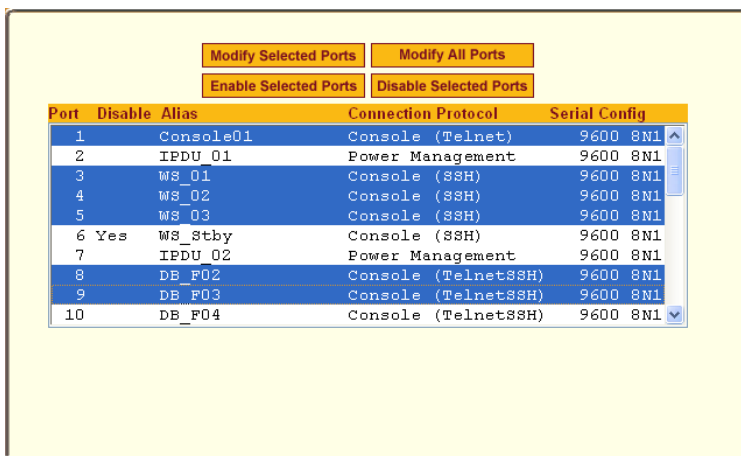 Modify Selected Ports Modify All Ports
Enable Selected Ports Disable Selected Ports
Port Disable Alias Connection Protocol Serial Config
1 Console01 Console (Telnet) 9600 8N1
2 IPDU_01 Power Management 9600 8N1
3 WS_01 Console (SSH) 9600 8N1
4 WS_02 Console (SSH) 9600 8N1
5 WS_03 Console (SSH) 9600 8N1
6 Yes WS_Stby Console (SSH) 9600 8N1
7 IPDU_02 Power Management 9600 8N1
8 DB_F02 Console (TelnetSSH) 9600 8N1
9 DB_F03 Console (TelnetSSH) 9600 8N1
10 DB_F04 Console (TelnetSSH) 9600 8N1